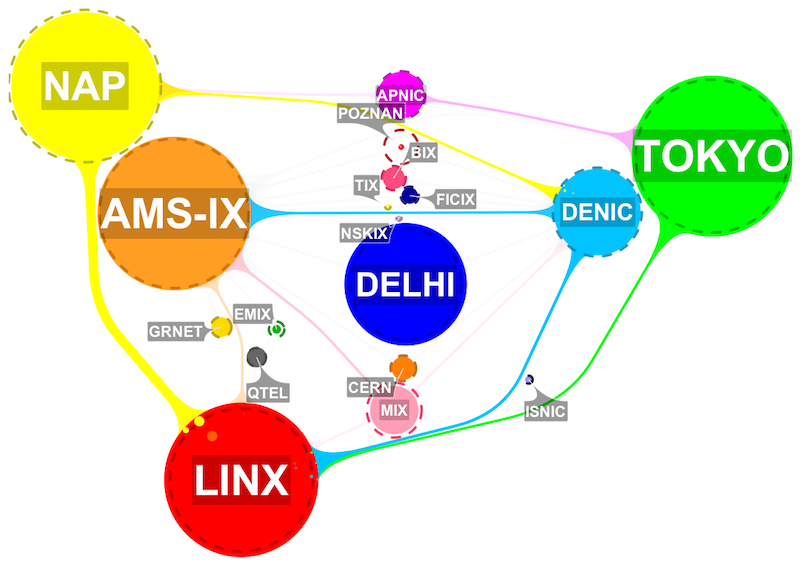 NAP
APNIC
POZNAN
BIX
TOKYO
TIX
FICIX
AMS-IX
DENIC
NSKIX
DELHI
EMIX
GRNET
CERN
QTEL
MIX
ISNIC
LINX